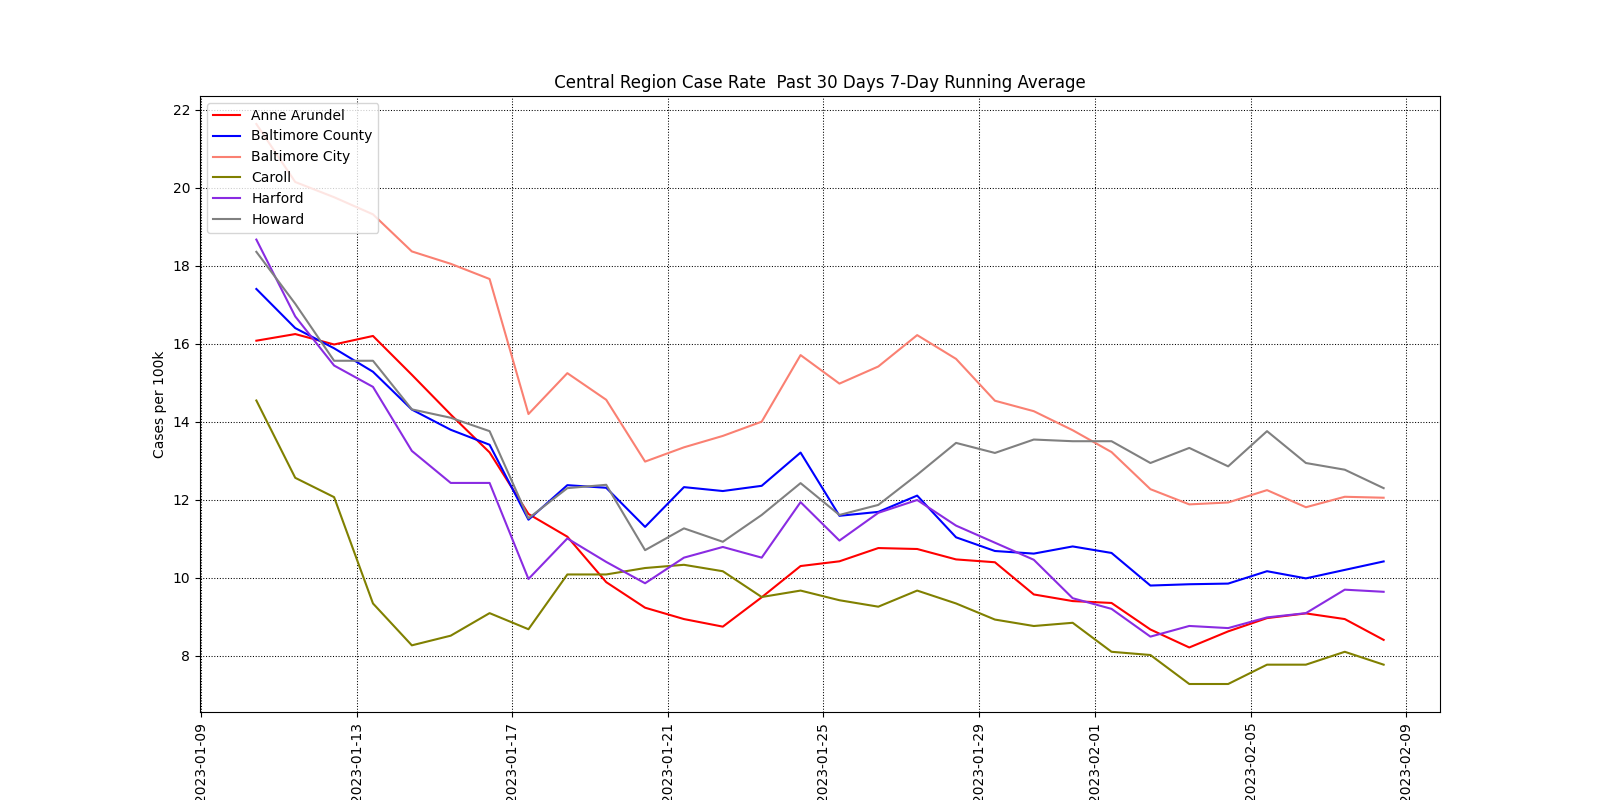 Central Region Case Rate  Past 30 Days 7-Day Running Average
Anne Arundel
Baltimore County
Baltimore City
Caroll
Harford
Howard
Cases per 100k
22
20
18
16
14
12
10
8
2023-01-09
2023-01-13
2023-01-17
2023-01-21
2023-01-25
2023-01-29
2023-02-01
2023-02-05
2023-02-09